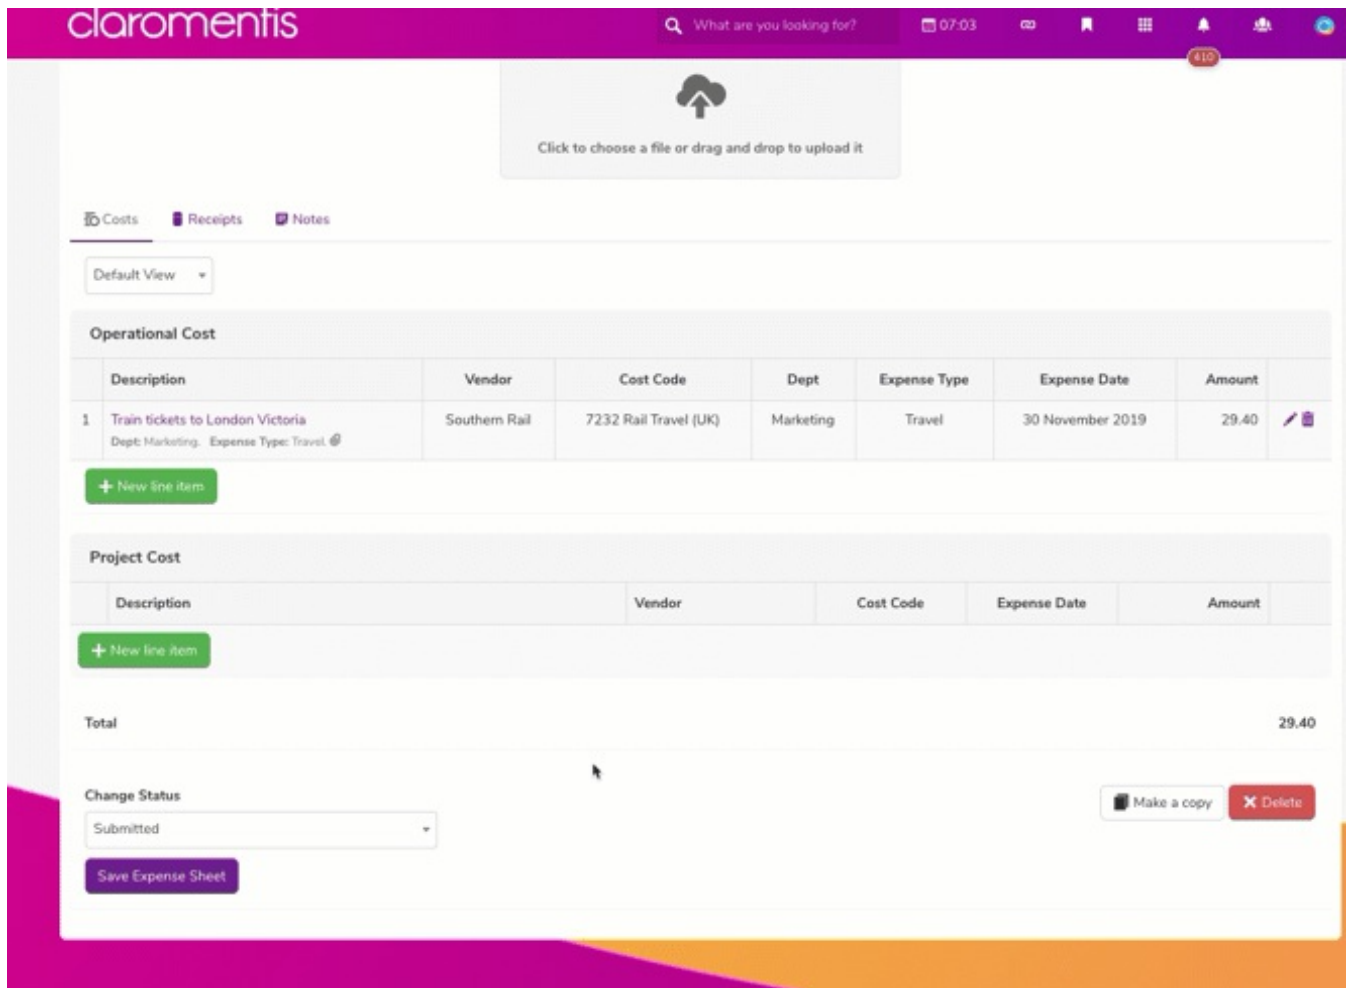 claromentis
What are you looking for?
07:03
410
Click to choose a file or drag and drop to upload it
Costs Receipts Notes
Default View
Operational Cost
Description Vendor Cost Code Dept Expense Type Expense Date Amount
1 Train tickets to London Victoria Southern Rail 7232 Rail Travel (UK) Marketing Travel 30 November 2019 29.40
Dept: Marketing. Expense Type: Travel.
+ New line item
Project Cost
Description Vendor Cost Code Expense Date Amount
+ New line item
Total 29.40
Change Status
Make a copy Delete
Submitted
Save Expense Sheet